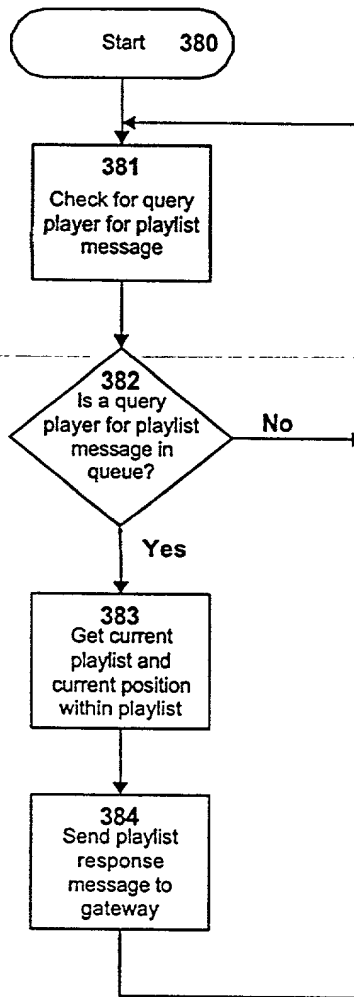 Start 380
381
Check for query
player for playlist
message
382
Is a query
player for playlist
message in
queue?
No
Yes
383
Get current
playlist and
current position
within playlist
384
Send playlist
response
message to
gateway